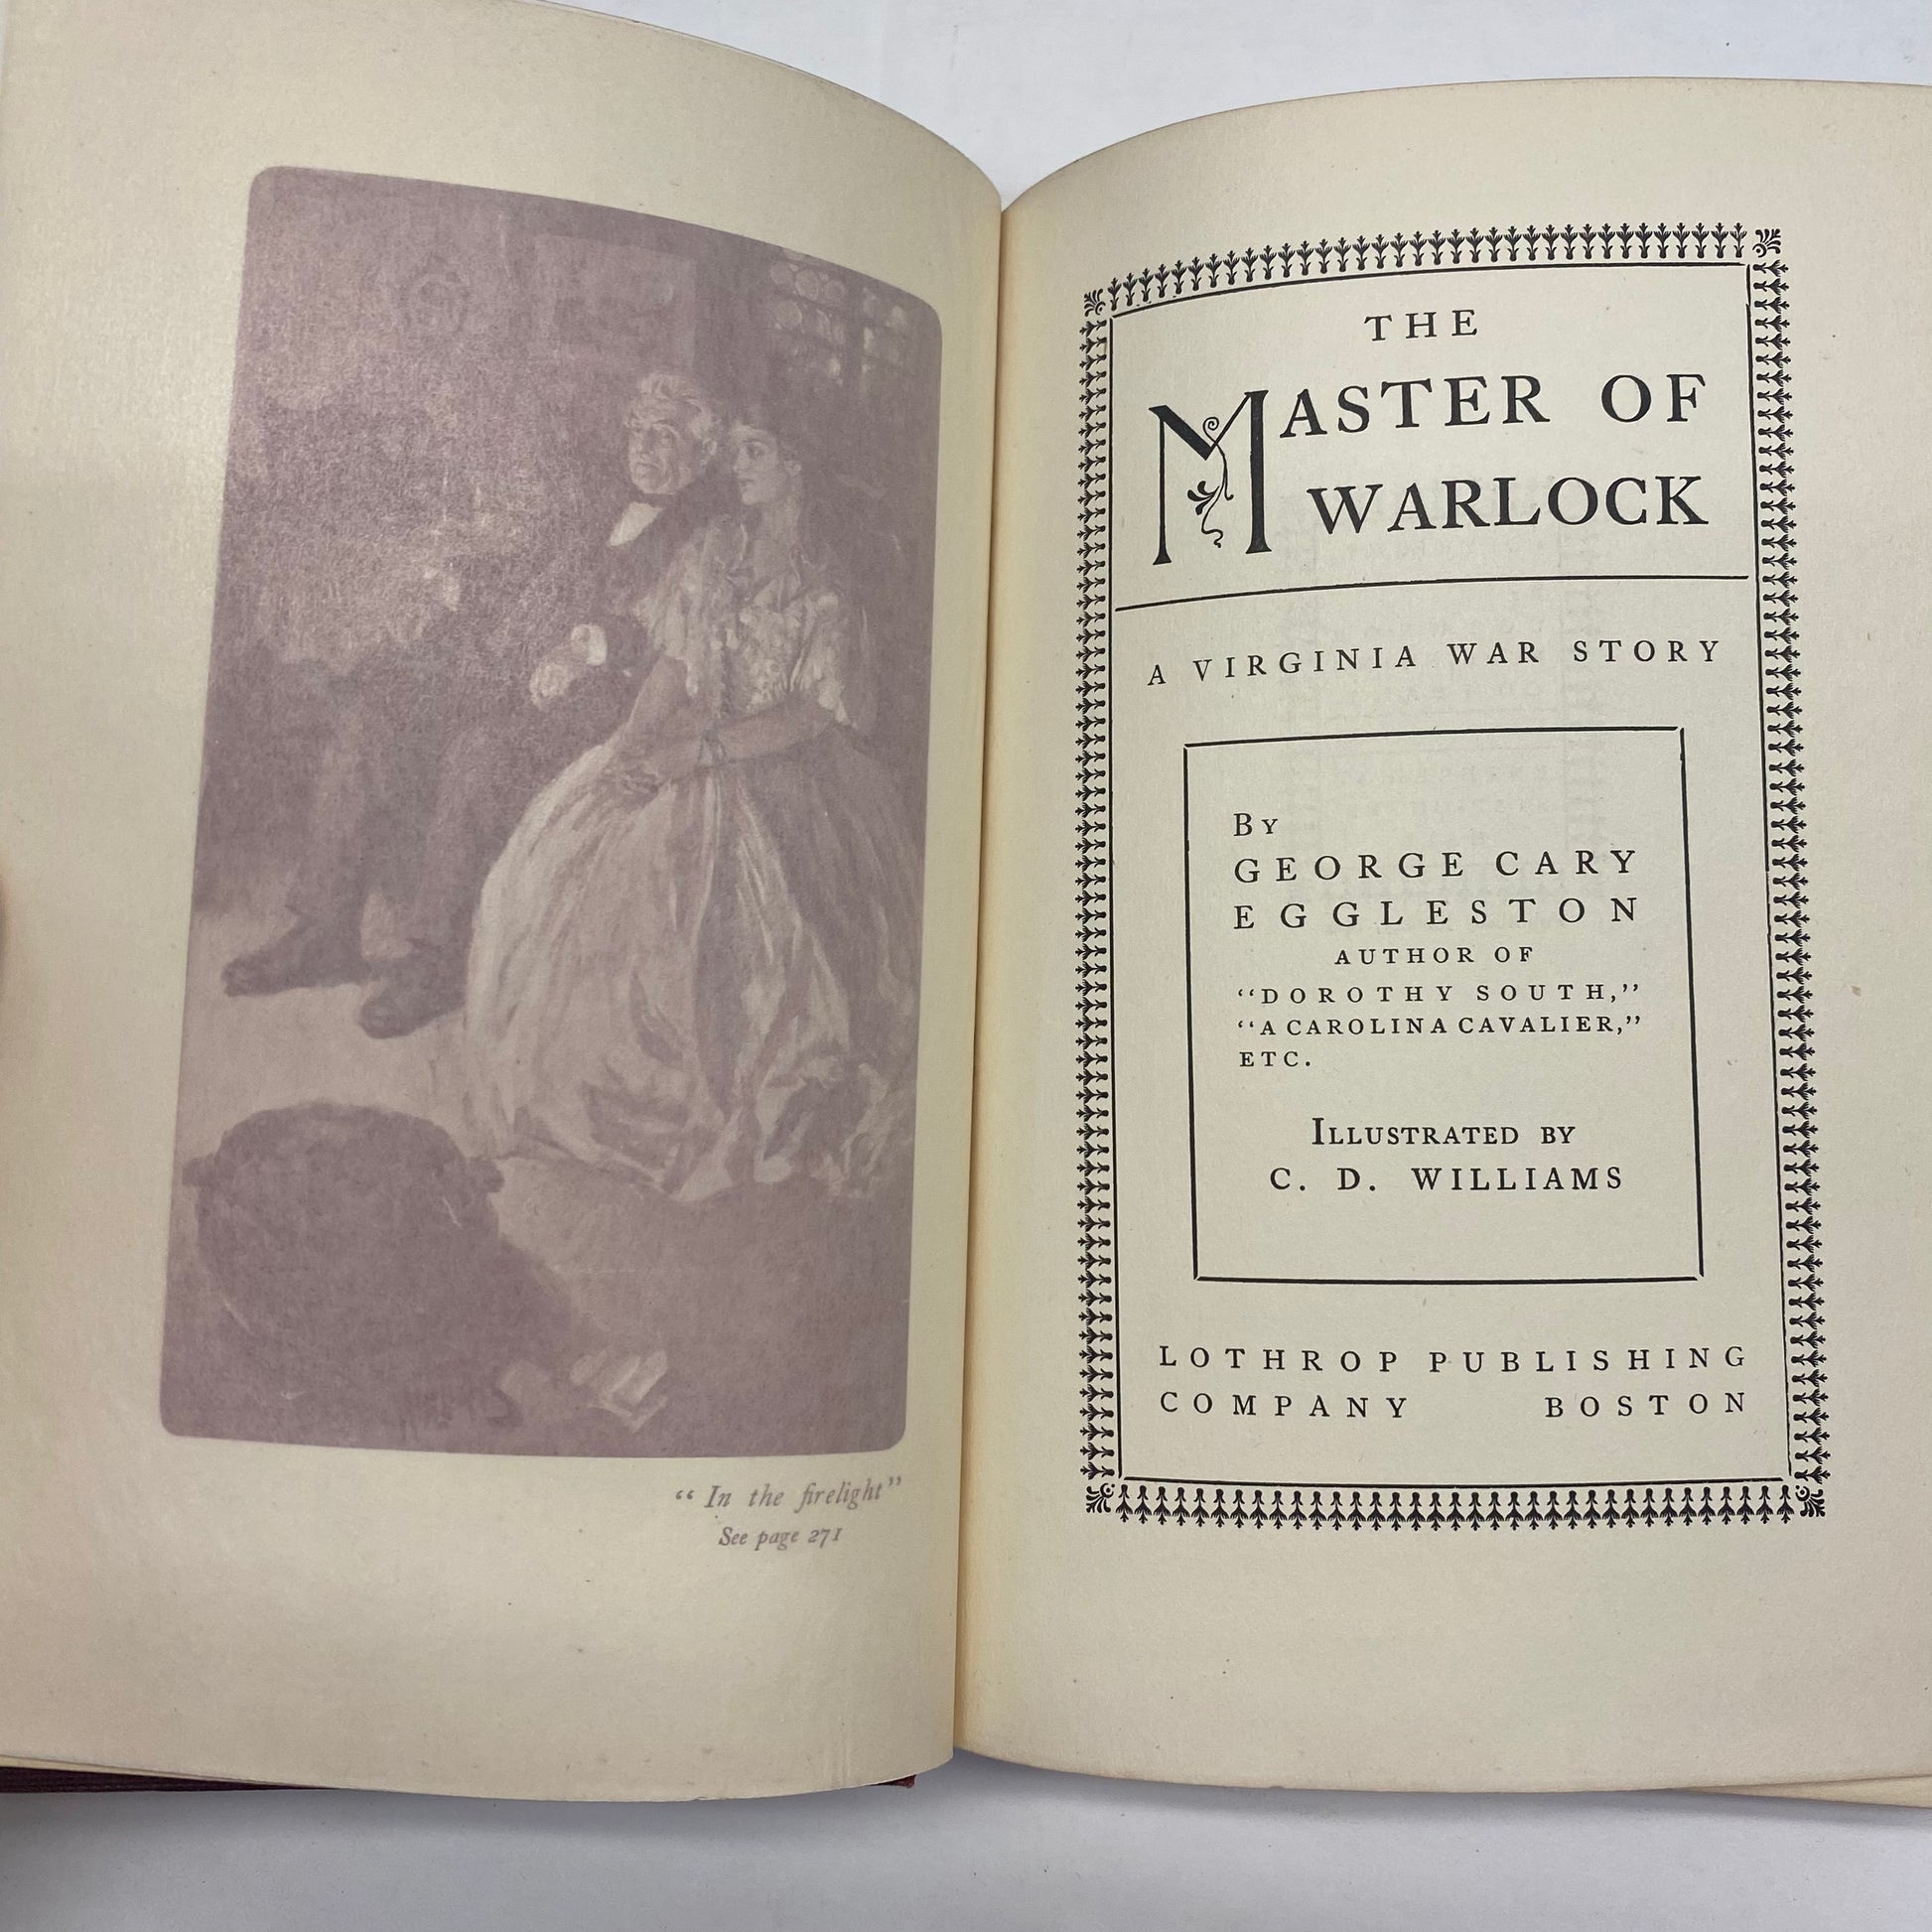 "In the firelight"
See page 271
THE
MASTER OF
WARLOCK
A VIRGINIA WAR STORY
By
GEORGE CARY
EGGLESTON
AUTHOR OF
"DOROTHY SOUTH,"
"A CAROLINA CAVALIER,"
ETC.
ILLUSTRATED BY
C. D. WILLIAMS
LOTHROP PUBLISHING
COMPANY BOSTON